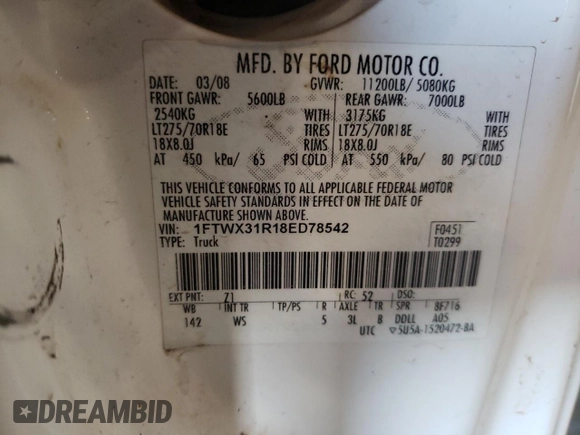 MFD. BY FORD MOTOR CO.
DATE: 03/08 GVWR: 11200LB/ 5080KG
FRONT GAWR: 5600LB REAR GAWR: 7000LB
2540KG WITH 3175KG WITH
LT275/70R18E TIRES LT275/70R18E TIRES
18X8.0J RIMS 18X8.0J RIMS
AT 450 kPa/ 65 PSI COLD AT 550 kPa/ 80 PSI COLD
THIS VEHICLE CONFORMS TO ALL APPLICABLE FEDERAL MOTOR
VEHICLE SAFETY STANDARDS IN EFFECT ON THE DATE OF
MANUFACTURE SHOWN ABOVE.
VIN: 1FTWX31R18ED78542 F0451
TYPE: Truck T0299
EXT PNT: Z1 RC: 52 DSO:
WB INT TR TP/PS R AXLE TR SPR 8F716
142 WS 5 3L B DDLL A05
UTC ▽5U5A-1520472-BA
DREAMBID